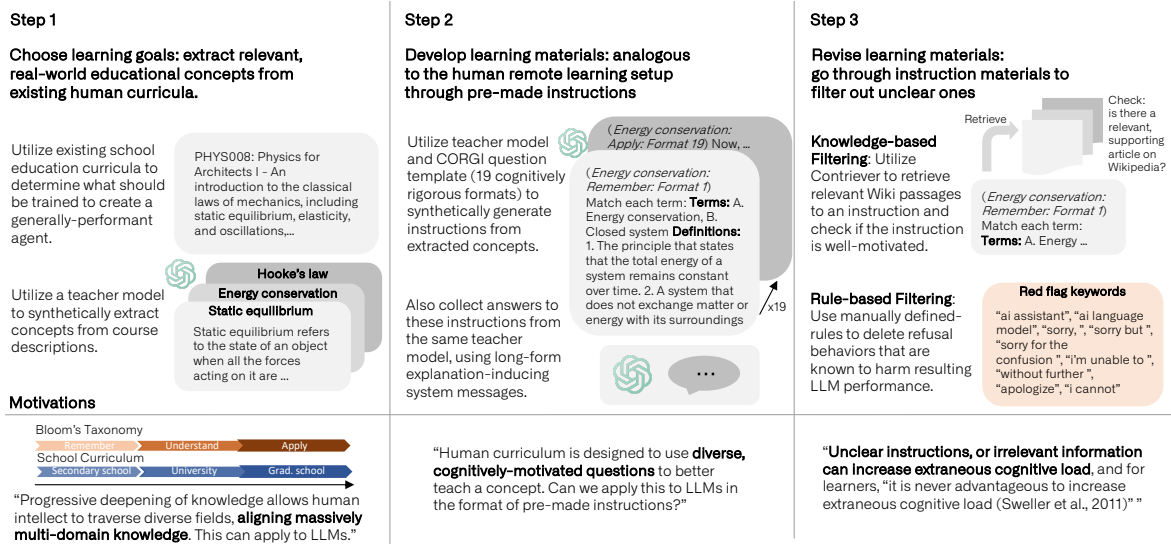 Step 1
Choose learning goals: extract relevant,
real-world educational concepts from
existing human curricula.
Utilize existing school
education curricula to
determine what should
be trained to create a
generally-performant
agent.
PHYS008: Physics for
Architects I - An
introduction to the classical
laws of mechanics, including
static equilibrium, elasticity,
and oscillations,...
Utilize a teacher model
to synthetically extract
concepts from course
descriptions.
Hooke's law
Energy conservation
Static equilibrium
Static equilibrium refers
to the state of an object
when all the forces
acting on it are ...
Step 2
Develop learning materials: analogous
to the human remote learning setup
through pre-made instructions
Utilize teacher model
and CORGI question
template (19 cognitively
rigorous formats) to
synthetically generate
instructions from
extracted concepts.
(Energy conservation:
Apply: Format 19) Now, ...
(Energy conservation:
Remember: Format 1)
Match each term: Terms: A.
Energy conservation, B.
Closed system Definitions:
1. The principle that states
that the total energy of a
system remains constant
over time. 2. A system that
does not exchange matter or
energy with its surroundings
x19
Also collect answers to
these instructions from
the same teacher
model, using long-form
explanation-inducing
system messages.
...
Step 3
Revise learning materials:
go through instruction materials to
filter out unclear ones
Knowledge-based
Filtering: Utilize
Contriever to retrieve
relevant Wiki passages
to an instruction and
check if the instruction
is well-motivated.
Retrieve
Check:
is there a
relevant,
supporting
article on
Wikipedia?
(Energy conservation:
Remember: Format 1)
Match each term:
Terms: A. Energy ...
Rule-based Filtering:
Use manually defined-
rules to delete refusal
behaviors that are
known to harm resulting
LLM performance.
Red flag keywords
"ai assistant", "ai language
model", "sorry, ", "sorry but ",
"sorry for the
confusion ", "i'm unable to ",
"without further ",
"apologize", "i cannot"
Motivations
Bloom's Taxonomy
Remember Understand Apply
School Curriculum
Secondary school University Grad. school
"Progressive deepening of knowledge allows human
intellect to traverse diverse fields, aligning massively
multi-domain knowledge. This can apply to LLMs."
"Human curriculum is designed to use diverse,
cognitively-motivated questions to better
teach a concept. Can we apply this to LLMs in
the format of pre-made instructions?"
"Unclear instructions, or irrelevant information
can increase extraneous cognitive load, and for
learners, "it is never advantageous to increase
extraneous cognitive load (Sweller et al., 2011)" "